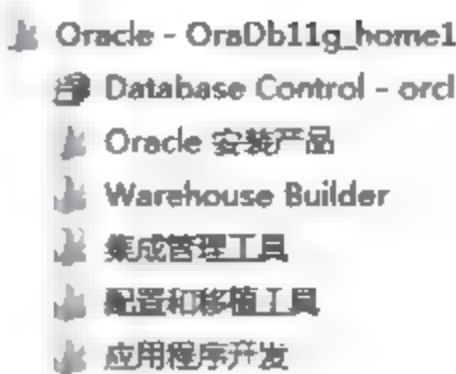 Oracle - OraDb11g_home1
Database Control - orcl
Oracle 安装产品
Warehouse Builder
集成管理工具
配置和移植工具
应用程序开发